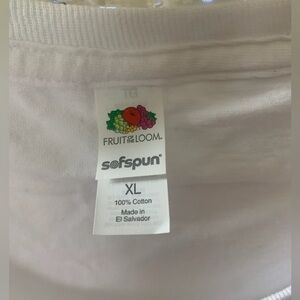 FRUIT OF THE LOOM.
sofspun®
XL
100% Cotton
Made in
El Salvador